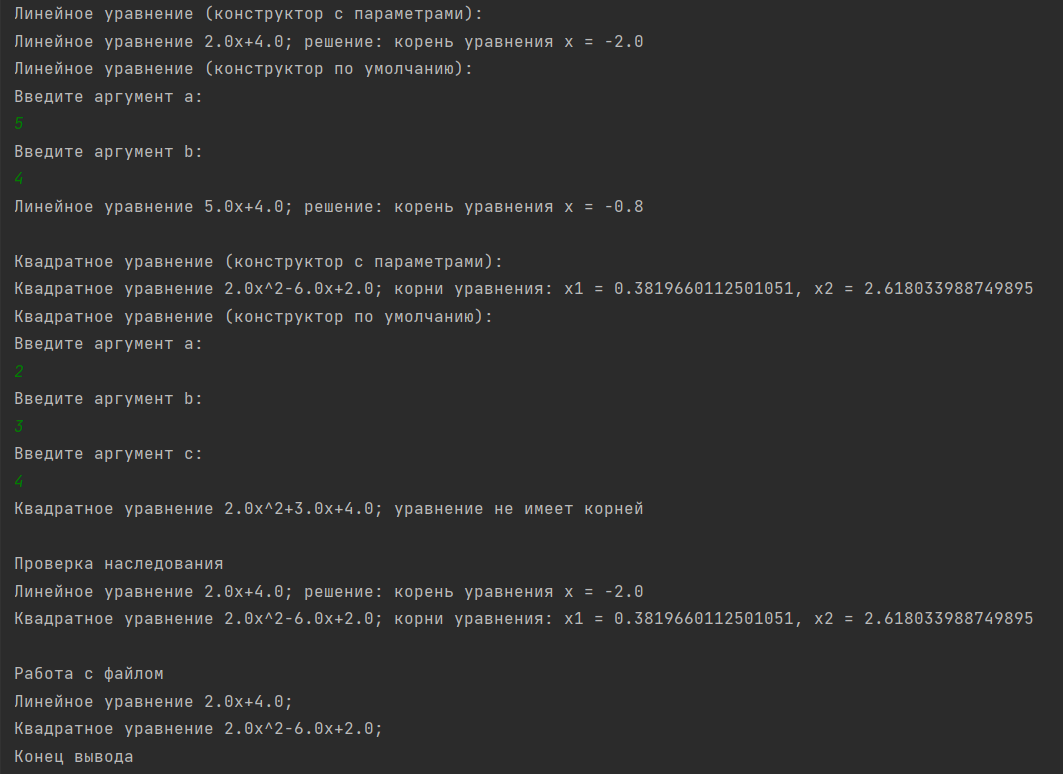 Линейное уравнение (конструктор с параметрами):
Линейное уравнение 2.0x+4.0; решение: корень уравнения x = -2.0
Линейное уравнение (конструктор по умолчанию):
Введите аргумент a:
5
Введите аргумент b:
4
Линейное уравнение 5.0x+4.0; решение: корень уравнения x = -0.8
Квадратное уравнение (конструктор с параметрами):
Квадратное уравнение 2.0x^2-6.0x+2.0; корни уравнения: x1 = 0.3819660112501051, x2 = 2.618033988749895
Квадратное уравнение (конструктор по умолчанию):
Введите аргумент a:
2
Введите аргумент b:
3
Введите аргумент c:
4
Квадратное уравнение 2.0x^2+3.0x+4.0; уравнение не имеет корней
Проверка наследования
Линейное уравнение 2.0x+4.0; решение: корень уравнения x = -2.0
Квадратное уравнение 2.0x^2-6.0x+2.0; корни уравнения: x1 = 0.3819660112501051, x2 = 2.618033988749895
Работа с файлом
Линейное уравнение 2.0x+4.0;
Квадратное уравнение 2.0x^2-6.0x+2.0;
Конец вывода